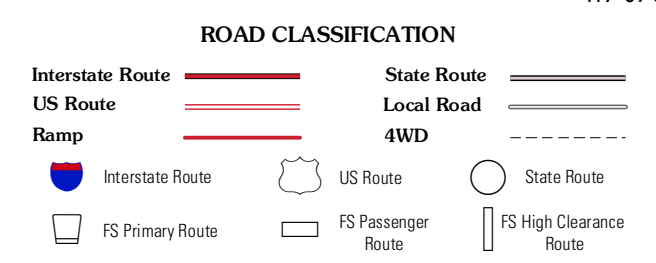 ROAD CLASSIFICATION
Interstate Route
State Route
US Route
Local Road
Ramp
4WD
Interstate Route
US Route
State Route
FS Primary Route
FS Passenger
Route
FS High Clearance
Route